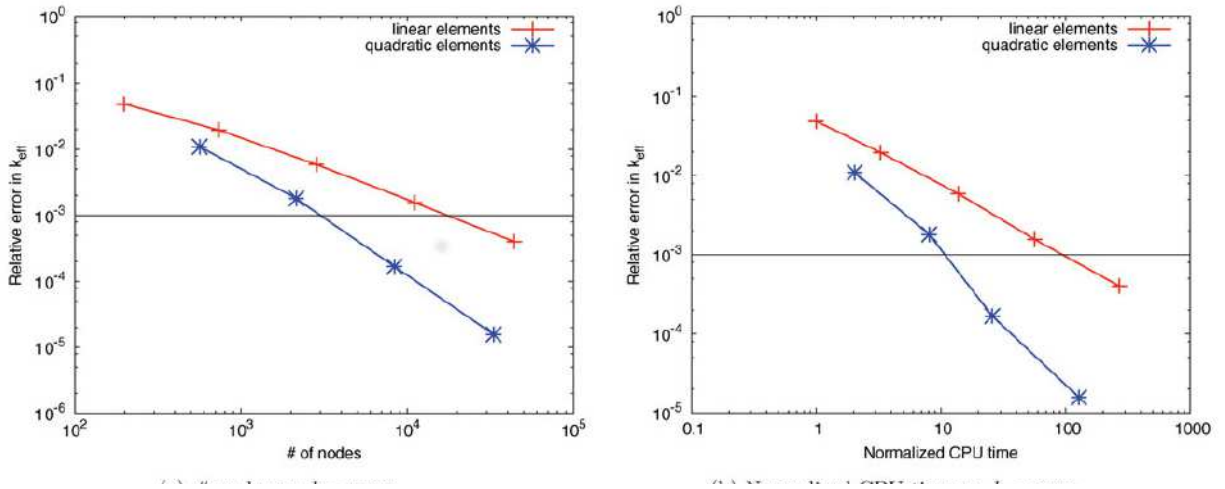 10^0
10^-1
10^-2
10^-3
10^-4
10^-5
10^-6
Relative error in k_eff
10^2
10^3
10^4
10^5
# of nodes
linear elements
quadratic elements
10^0
10^-1
10^-2
10^-3
10^-4
10^-5
Relative error in k_eff
0.1
1
10
100
1000
Normalized CPU time
linear elements
quadratic elements